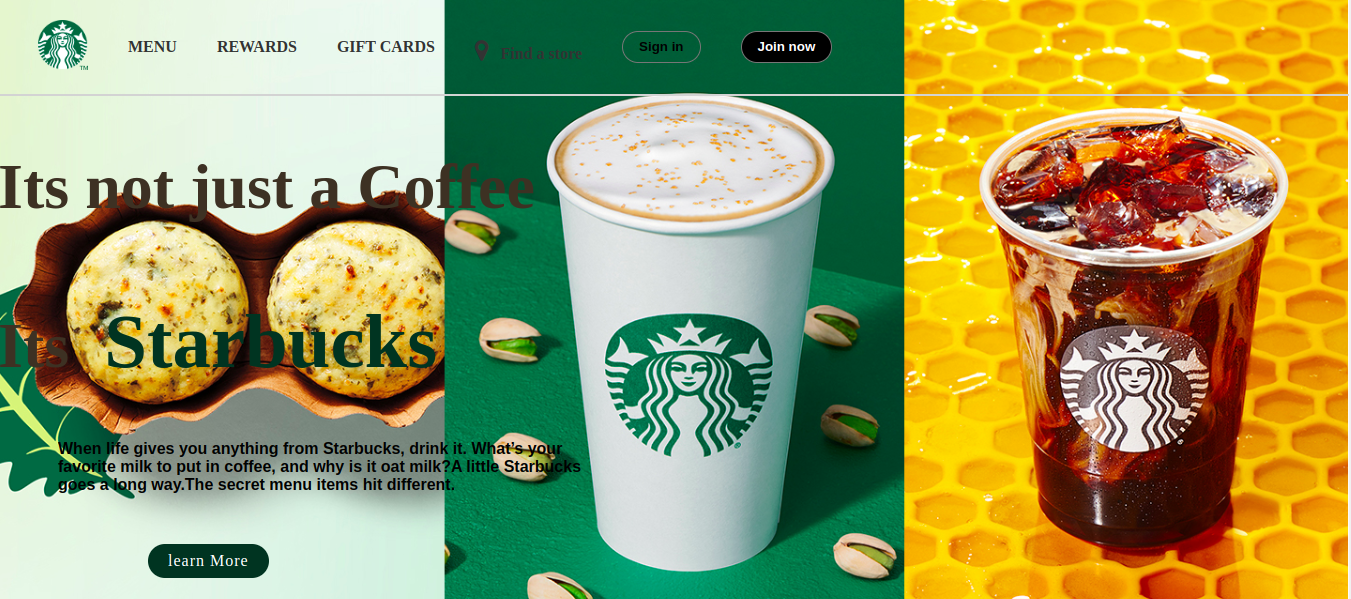 MENU REWARDS GIFT CARDS Find a store Sign in Join now
TM
Its not just a Coffee
Its Starbucks
When life gives you anything from Starbucks, drink it. What's your
favorite milk to put in coffee, and why is it oat milk?A little Starbucks
goes a long way.The secret menu items hit different.
learn More